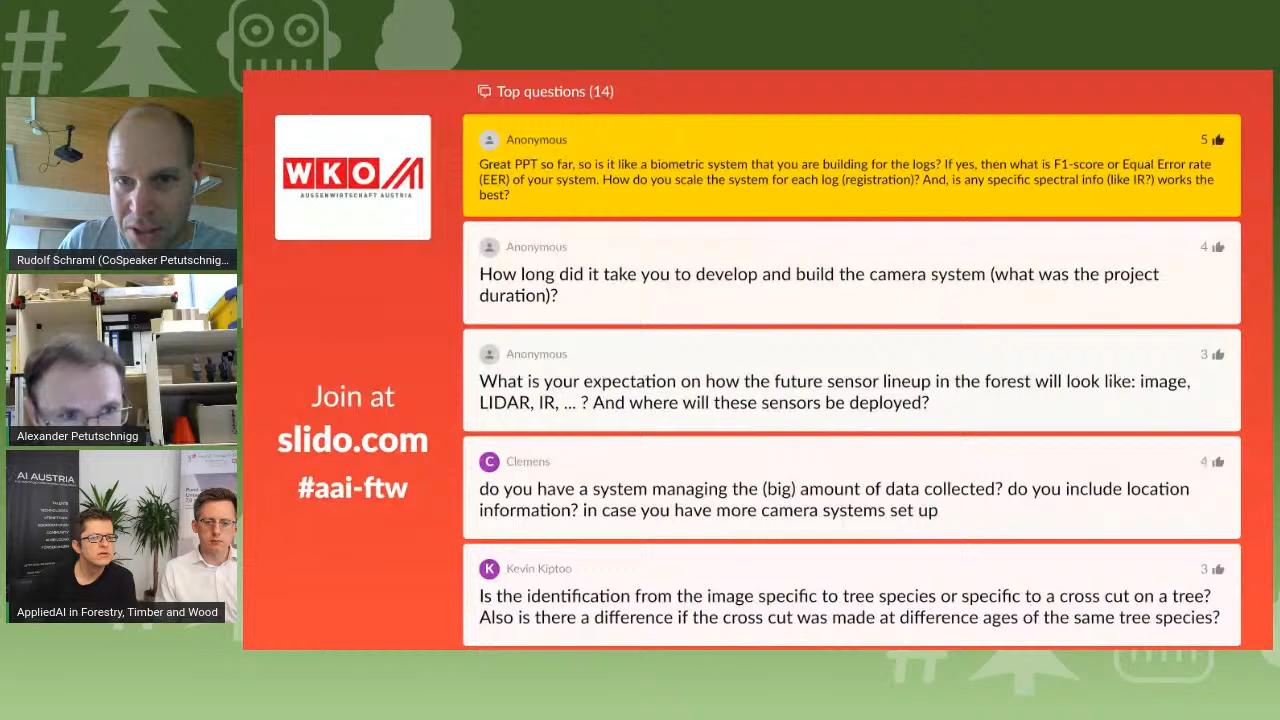 Top questions (14)
WKO
AUSSENWIRTSCHAFT AUSTRIA
Join at
slido.com
#aai-ftw
Anonymous
5
Great PPT so far, so is it like a biometric system that you are building for the logs? If yes, then what is F1-score or Equal Error rate
(EER) of your system. How do you scale the system for each log (registration)? And, is any specific spectral info (like IR?) works the
best?
Anonymous
4
How long did it take you to develop and build the camera system (what was the project
duration)?
Anonymous
3
What is your expectation on how the future sensor lineup in the forest will look like: image,
LIDAR, IR, ... ? And where will these sensors be deployed?
C
Clemens
4
do you have a system managing the (big) amount of data collected? do you include location
information? in case you have more camera systems set up
K
Kevin Kiptoo
3
Is the identification from the image specific to tree species or specific to a cross cut on a tree?
Also is there a difference if the cross cut was made at difference ages of the same tree species?
Rudolf Schraml (CoSpeaker Petutschnig...
Alexander Petutschnigg
AI AUSTRIA
AppliedAI in Forestry, Timber and Wood
#
#